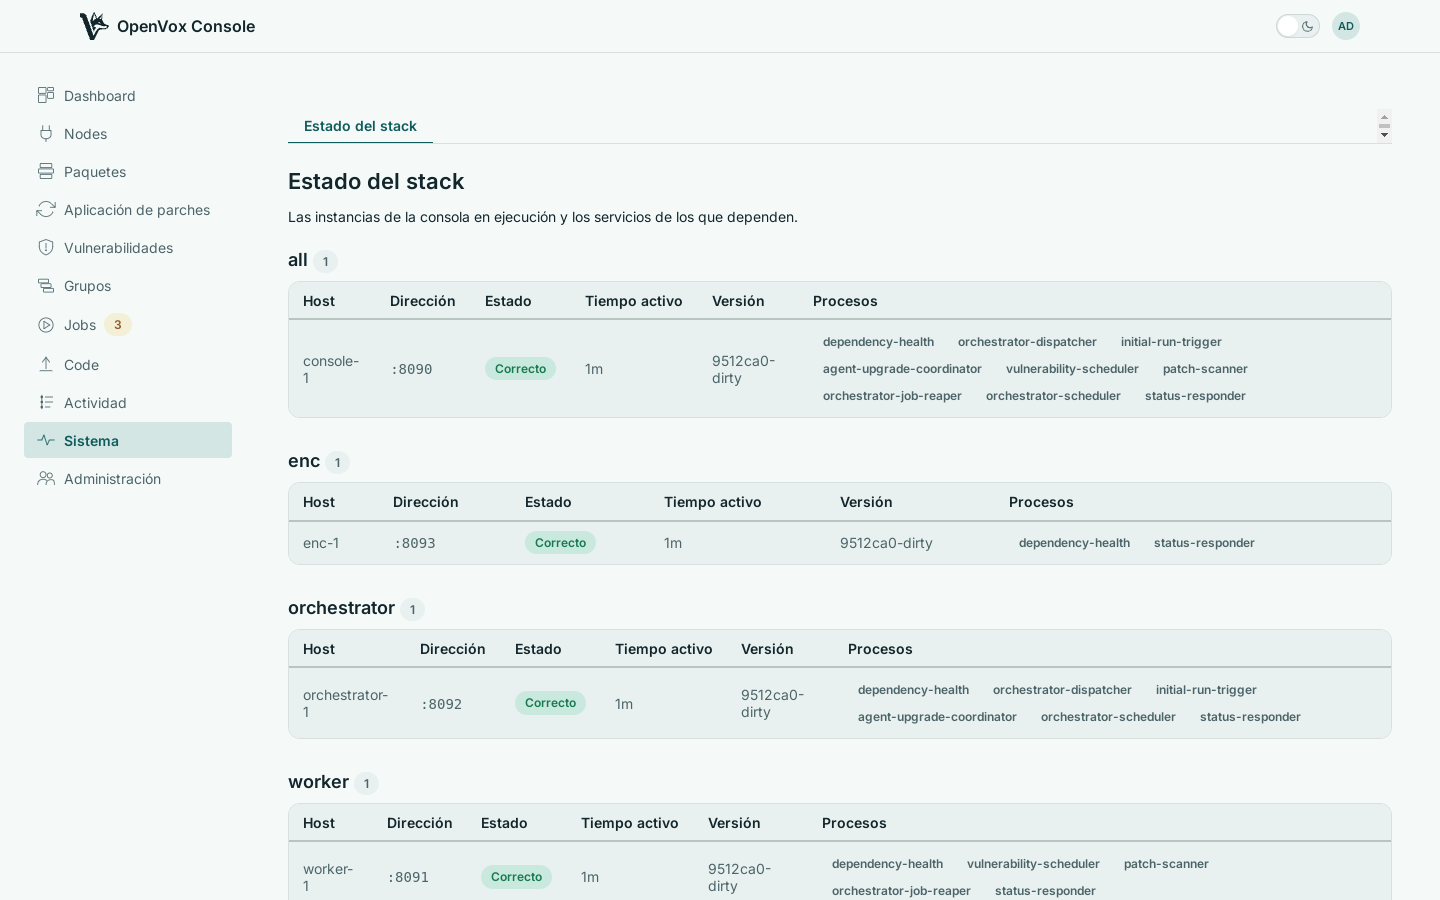 OpenVox Console
AD
Dashboard
Nodes
Paquetes
Aplicación de parches
Vulnerabilidades
Grupos
Jobs 3
Code
Actividad
Sistema
Administración
Estado del stack
Estado del stack
Las instancias de la consola en ejecución y los servicios de los que dependen.
all 1
Host Dirección Estado Tiempo activo Versión Procesos
console-1 :8090 Correcto 1m 9512ca0-dirty
dependency-health orchestrator-dispatcher initial-run-trigger
agent-upgrade-coordinator vulnerability-scheduler patch-scanner
orchestrator-job-reaper orchestrator-scheduler status-responder
enc 1
Host Dirección Estado Tiempo activo Versión Procesos
enc-1 :8093 Correcto 1m 9512ca0-dirty dependency-health status-responder
orchestrator 1
Host Dirección Estado Tiempo activo Versión Procesos
orchestrator-1 :8092 Correcto 1m 9512ca0-dirty
dependency-health orchestrator-dispatcher initial-run-trigger
agent-upgrade-coordinator orchestrator-scheduler status-responder
worker 1
Host Dirección Estado Tiempo activo Versión Procesos
worker-1 :8091 Correcto 1m 9512ca0-dirty
dependency-health vulnerability-scheduler patch-scanner
orchestrator-job-reaper status-responder